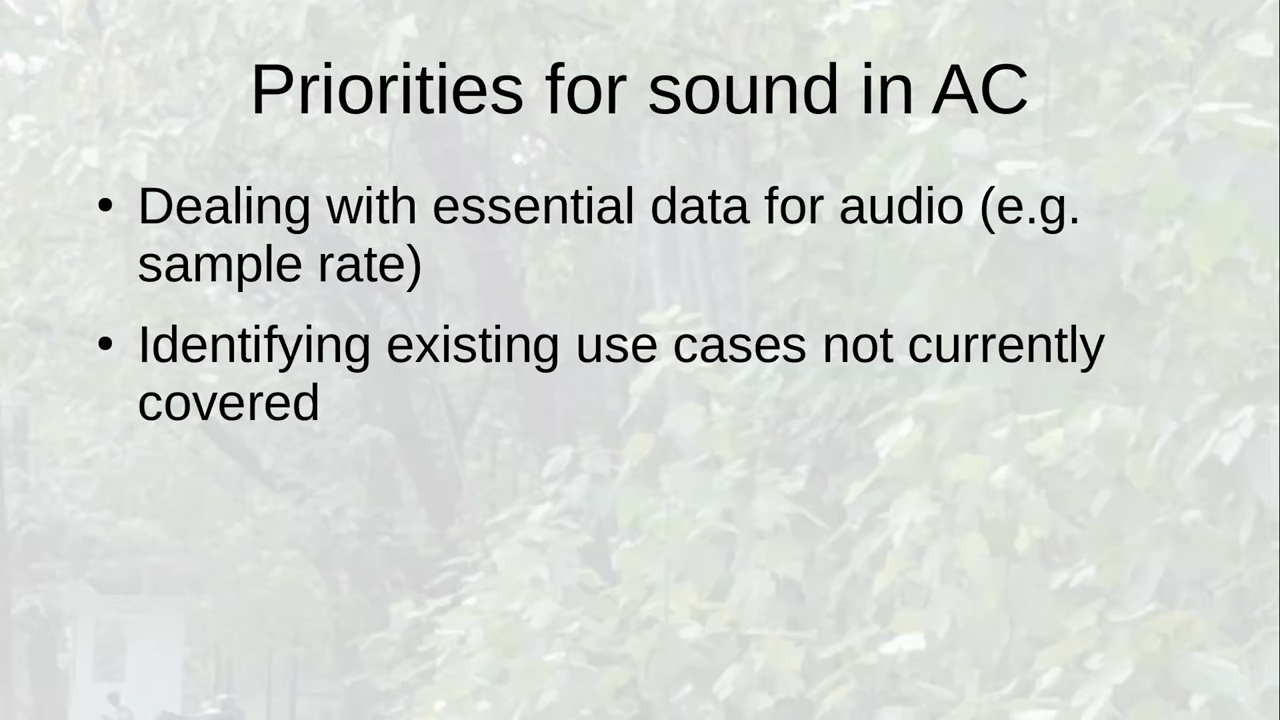 Priorities for sound in AC
• Dealing with essential data for audio (e.g.
sample rate)
• Identifying existing use cases not currently
covered